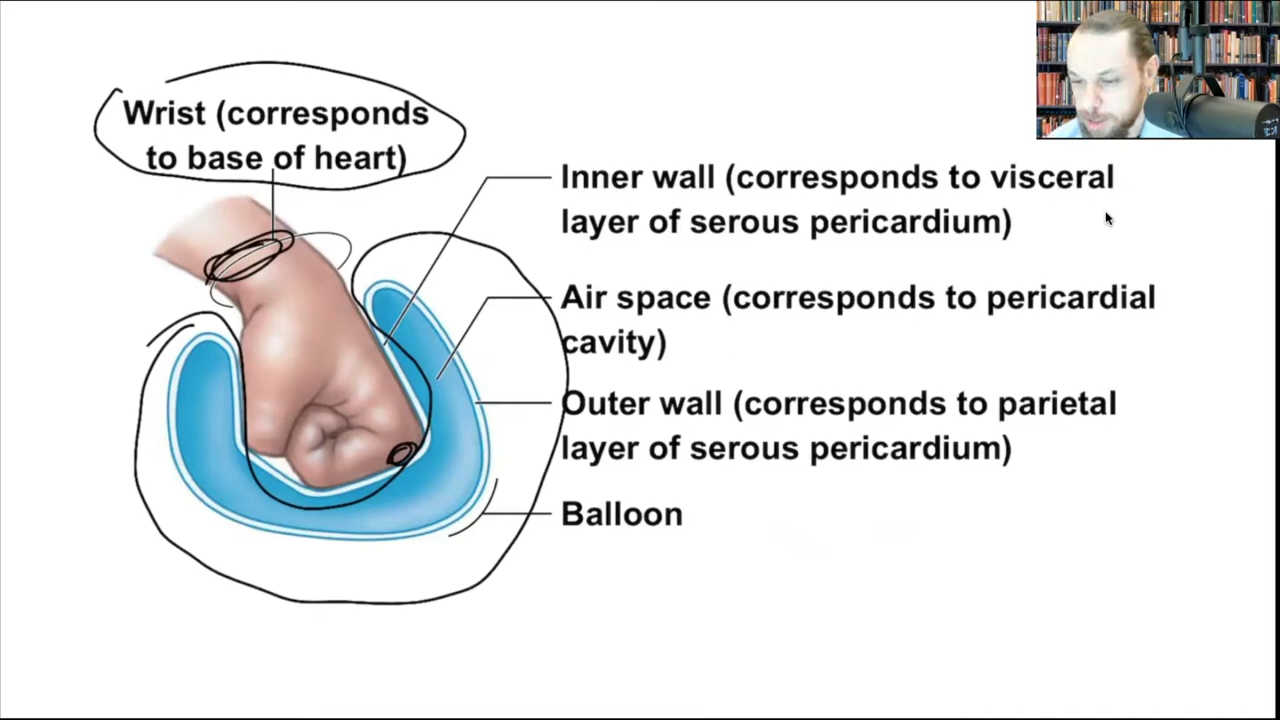 Wrist (corresponds
to base of heart)
Inner wall (corresponds to visceral
layer of serous pericardium)
Air space (corresponds to pericardial
cavity)
Outer wall (corresponds to parietal
layer of serous pericardium)
Balloon